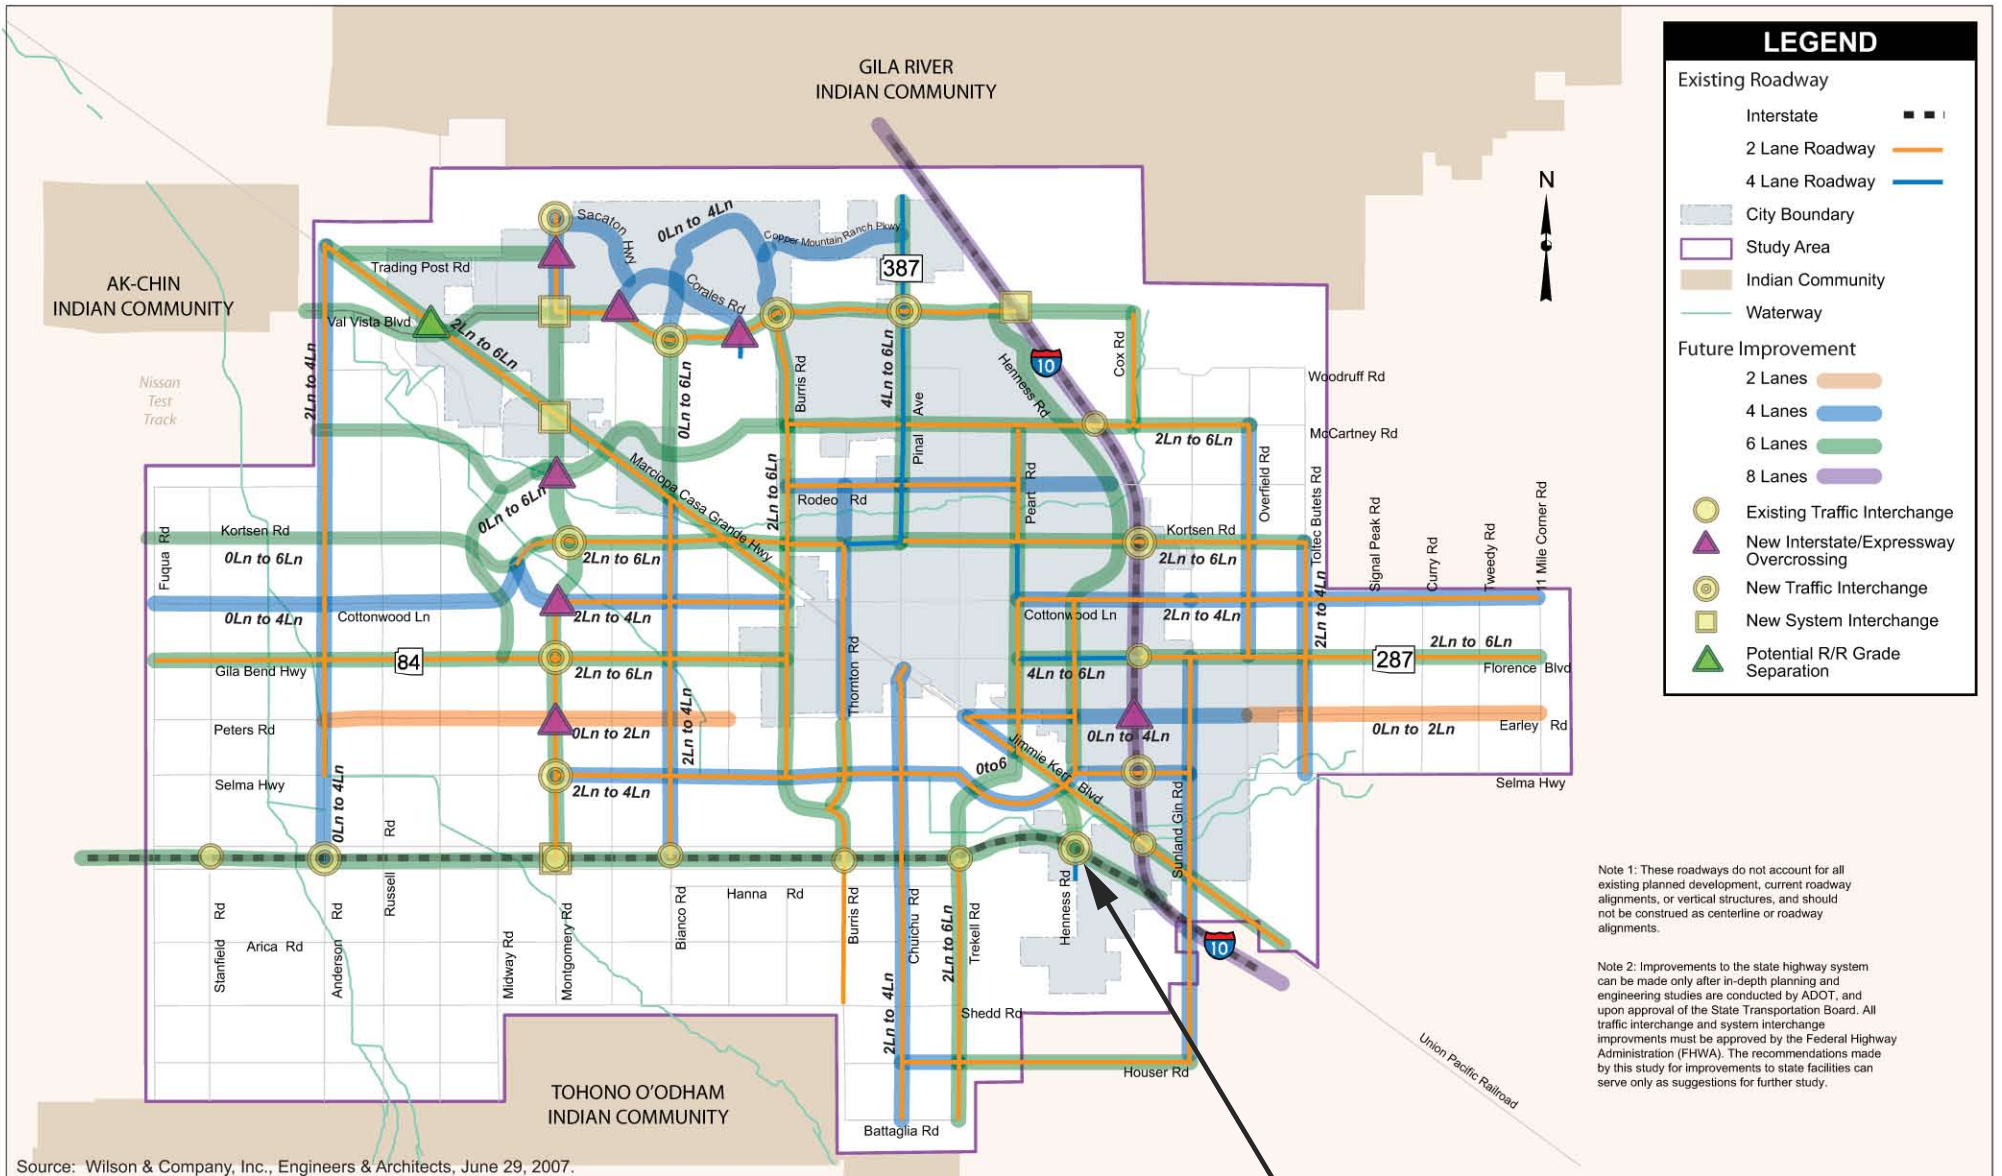 GILA RIVER
INDIAN COMMUNITY
AK-CHIN
INDIAN COMMUNITY
Nissan
Test
Track
Sacaton
Hwy
0Ln to 4Ln
Copper Mountain Ranch Pkwy
Corales Rd
387
Trading Post Rd
Val Vista Blvd
2Ln to 6Ln
2Ln to 4Ln
0Ln to 6Ln
Burris Rd
4Ln to 6Ln
Pinal Ave
Henness Rd
10
Cox Rd
Woodruff Rd
McCartney Rd
2Ln to 6Ln
Overfield Rd
Toltec Butets Rd
Signal Peak Rd
Curry Rd
Tweedy Rd
11 Mile Corner Rd
Marciopa Casa Grande Hwy
2Ln to 6Ln
Rodeo Rd
Peart Rd
0Ln to 6Ln
Fuqua Rd
Kortsen Rd
0Ln to 6Ln
2Ln to 6Ln
Kortsen Rd
2Ln to 6Ln
2Ln to 4Ln
Cottonwood Ln
0Ln to 4Ln
2Ln to 4Ln
Cottonwood Ln
2Ln to 4Ln
84
Gila Bend Hwy
2Ln to 6Ln
Thornton Rd
4Ln to 6Ln
287
2Ln to 6Ln
Florence Blvd
Peters Rd
0Ln to 2Ln
2Ln to 4Ln
0Ln to 4Ln
0Ln to 2Ln
Earley Rd
Jimmie Kerr Blvd
0to6
Selma Hwy
0Ln to 4Ln
2Ln to 4Ln
Sunland Gin Rd
Selma Hwy
Stanfield Rd
Arica Rd
Anderson Rd
Russell Rd
Midway Rd
Montgomery Rd
Bianco Rd
Hanna Rd
Burris Rd
Chuichu Rd
2Ln to 4Ln
2Ln to 6Ln
Trekell Rd
Henness Rd
10
Shedd Rd
Houser Rd
Battaglia Rd
Union Pacific Railroad
TOHONO O'ODHAM
INDIAN COMMUNITY
N
LEGEND
Existing Roadway
Interstate
2 Lane Roadway
4 Lane Roadway
City Boundary
Study Area
Indian Community
Waterway
Future Improvement
2 Lanes
4 Lanes
6 Lanes
8 Lanes
Existing Traffic Interchange
New Interstate/Expressway
Overcrossing
New Traffic Interchange
New System Interchange
Potential R/R Grade
Separation
Note 1: These roadways do not account for all
existing planned development, current roadway
alignments, or vertical structures, and should
not be construed as centerline or roadway
alignments.
Note 2: Improvements to the state highway system
can be made only after in-depth planning and
engineering studies are conducted by ADOT, and
upon approval of the State Transportation Board. All
traffic interchange and system interchange
improvments must be approved by the Federal Highway
Administration (FHWA). The recommendations made
by this study for improvements to state facilities can
serve only as suggestions for further study.
Source: Wilson & Company, Inc., Engineers & Architects, June 29, 2007.